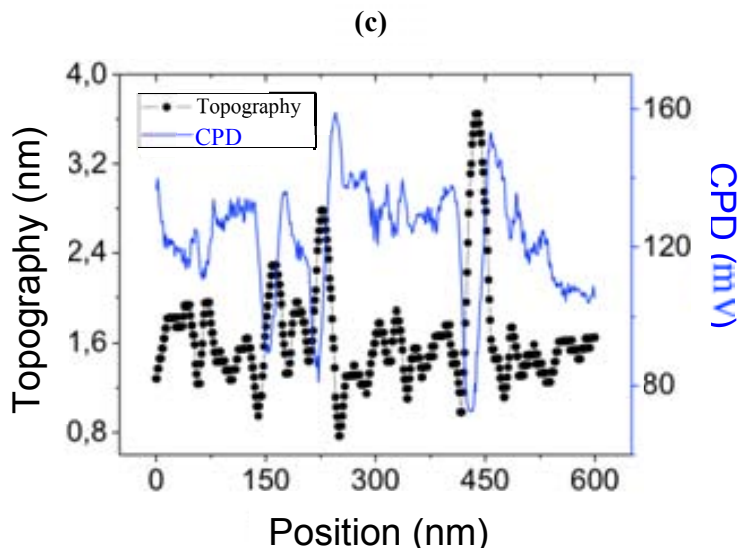 (c)
4,0
3,2
2,4
1,6
0,8
Topography (nm)
Topography
CPD
160
120
80
CPD (mV)
0 150 300 450 600
Position (nm)